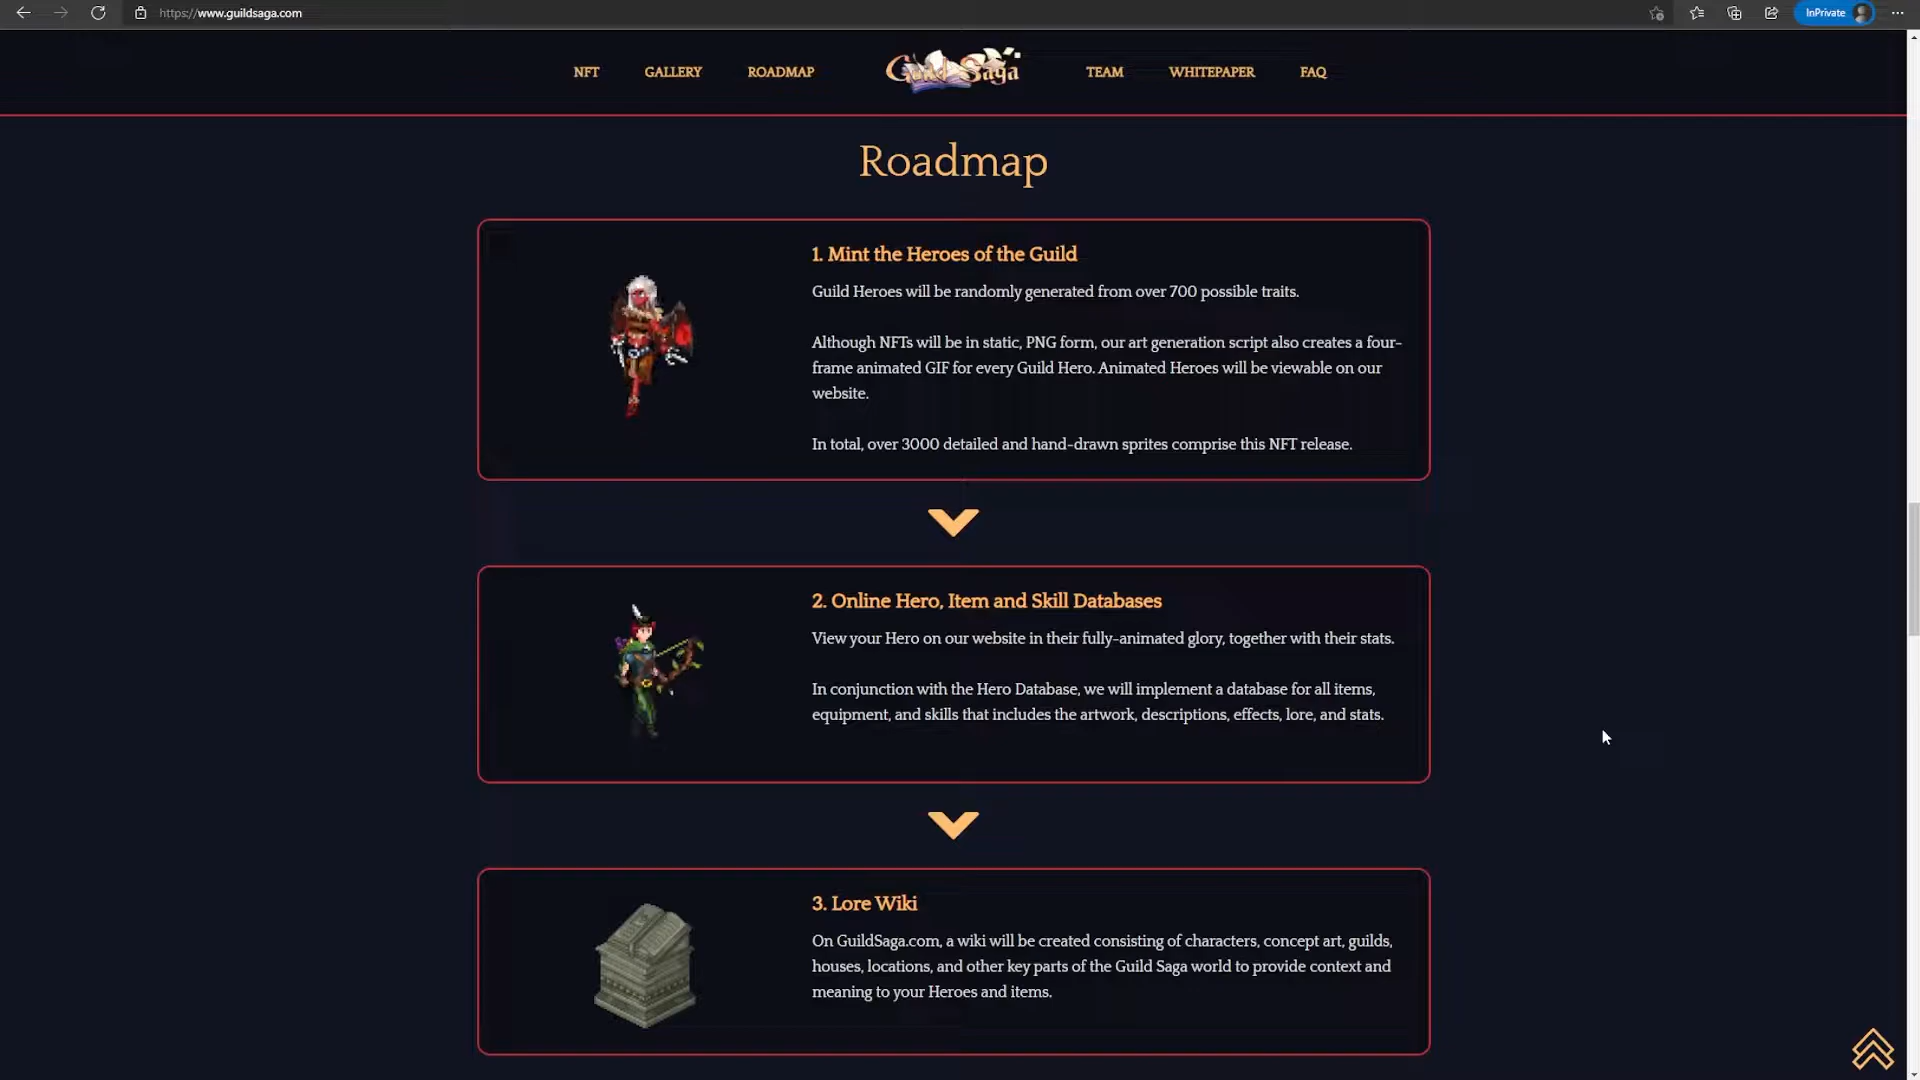 https://www.guildsaga.com
InPrivate
NFT
GALLERY
ROADMAP
Guild Saga
TEAM
WHITEPAPER
FAQ
Roadmap
1. Mint the Heroes of the Guild
Guild Heroes will be randomly generated from over 700 possible traits.
Although NFTs will be in static, PNG form, our art generation script also creates a four-
frame animated GIF for every Guild Hero. Animated Heroes will be viewable on our
website.
In total, over 3000 detailed and hand-drawn sprites comprise this NFT release.
2. Online Hero, Item and Skill Databases
View your Hero on our website in their fully-animated glory, together with their stats.
In conjunction with the Hero Database, we will implement a database for all items,
equipment, and skills that includes the artwork, descriptions, effects, lore, and stats.
3. Lore Wiki
On GuildSaga.com, a wiki will be created consisting of characters, concept art, guilds,
houses, locations, and other key parts of the Guild Saga world to provide context and
meaning to your Heroes and items.